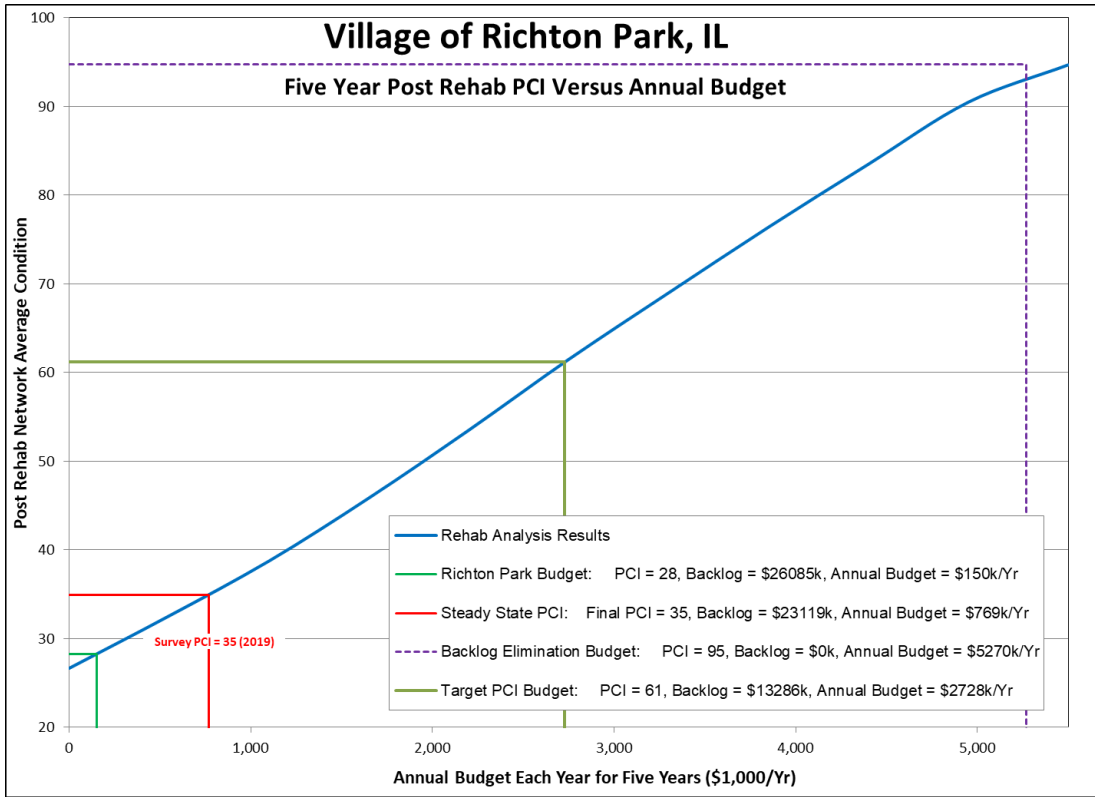 Village of Richton Park, IL
Five Year Post Rehab PCI Versus Annual Budget
Post Rehab Network Average Condition
100
90
80
70
60
50
40
30
20
Survey PCI = 35 (2019)
Rehab Analysis Results
Richton Park Budget: PCI = 28, Backlog = $26085k, Annual Budget = $150k/Yr
Steady State PCI: Final PCI = 35, Backlog = $23119k, Annual Budget = $769k/Yr
Backlog Elimination Budget: PCI = 95, Backlog = $0k, Annual Budget = $5270k/Yr
Target PCI Budget: PCI = 61, Backlog = $13286k, Annual Budget = $2728k/Yr
0 1,000 2,000 3,000 4,000 5,000
Annual Budget Each Year for Five Years ($1,000/Yr)